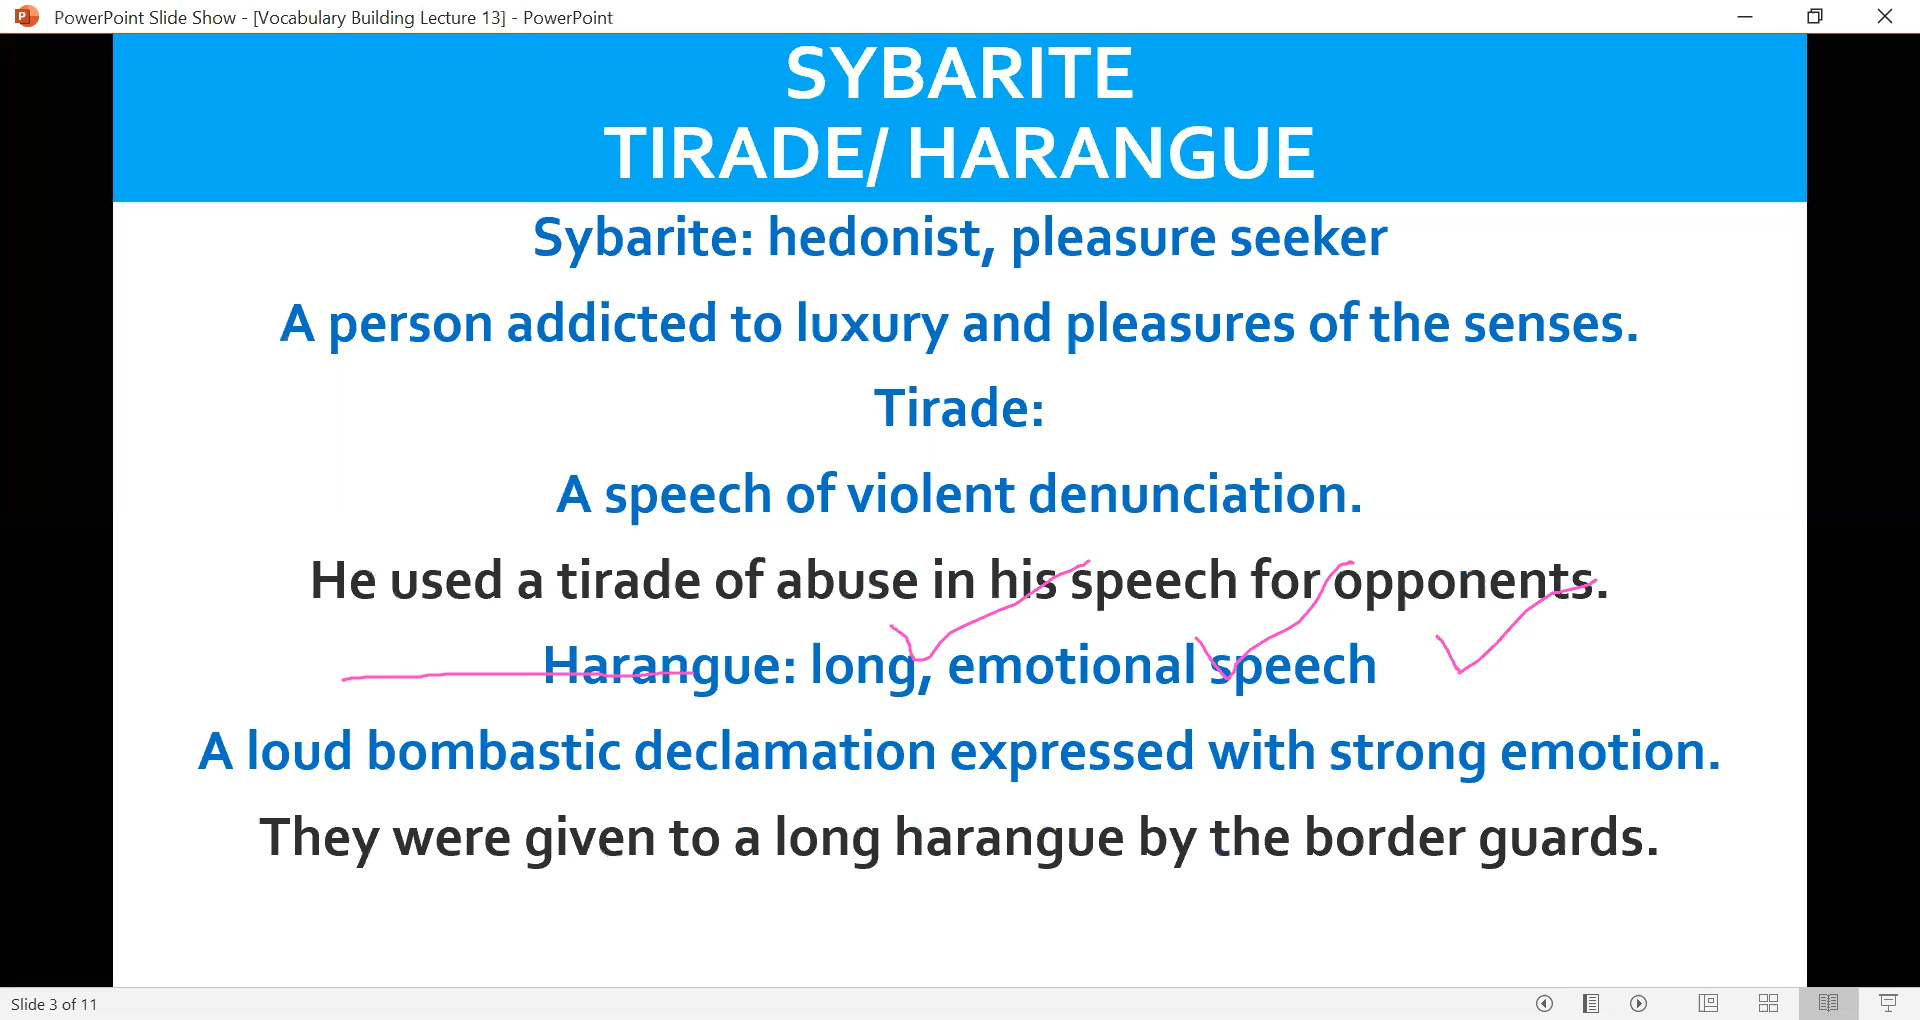 PowerPoint Slide Show - [Vocabulary Building Lecture 13] - PowerPoint
SYBARITE
TIRADE/ HARANGUE
Sybarite: hedonist, pleasure seeker
A person addicted to luxury and pleasures of the senses.
Tirade:
A speech of violent denunciation.
He used a tirade of abuse in his speech for opponents.
Harangue: long, emotional speech
A loud bombastic declamation expressed with strong emotion.
They were given to a long harangue by the border guards.
Slide 3 of 11